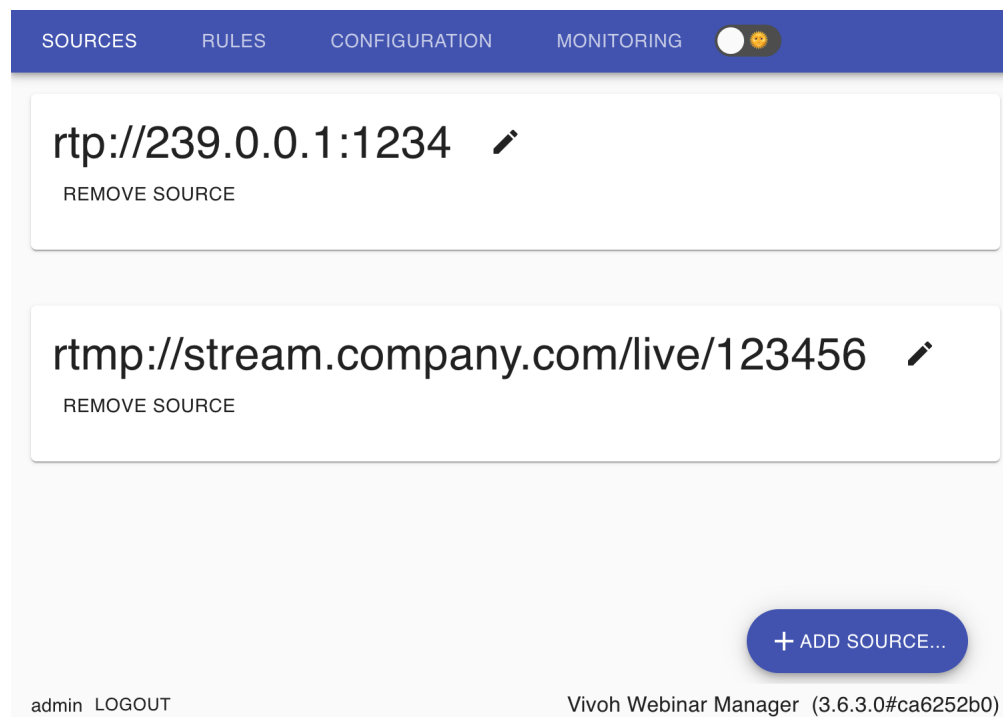 SOURCES RULES CONFIGURATION MONITORING
rtp://239.0.0.1:1234
REMOVE SOURCE
rtmp://stream.company.com/live/123456
REMOVE SOURCE
+ ADD SOURCE...
admin LOGOUT Vivoh Webinar Manager (3.6.3.0#ca6252b0)